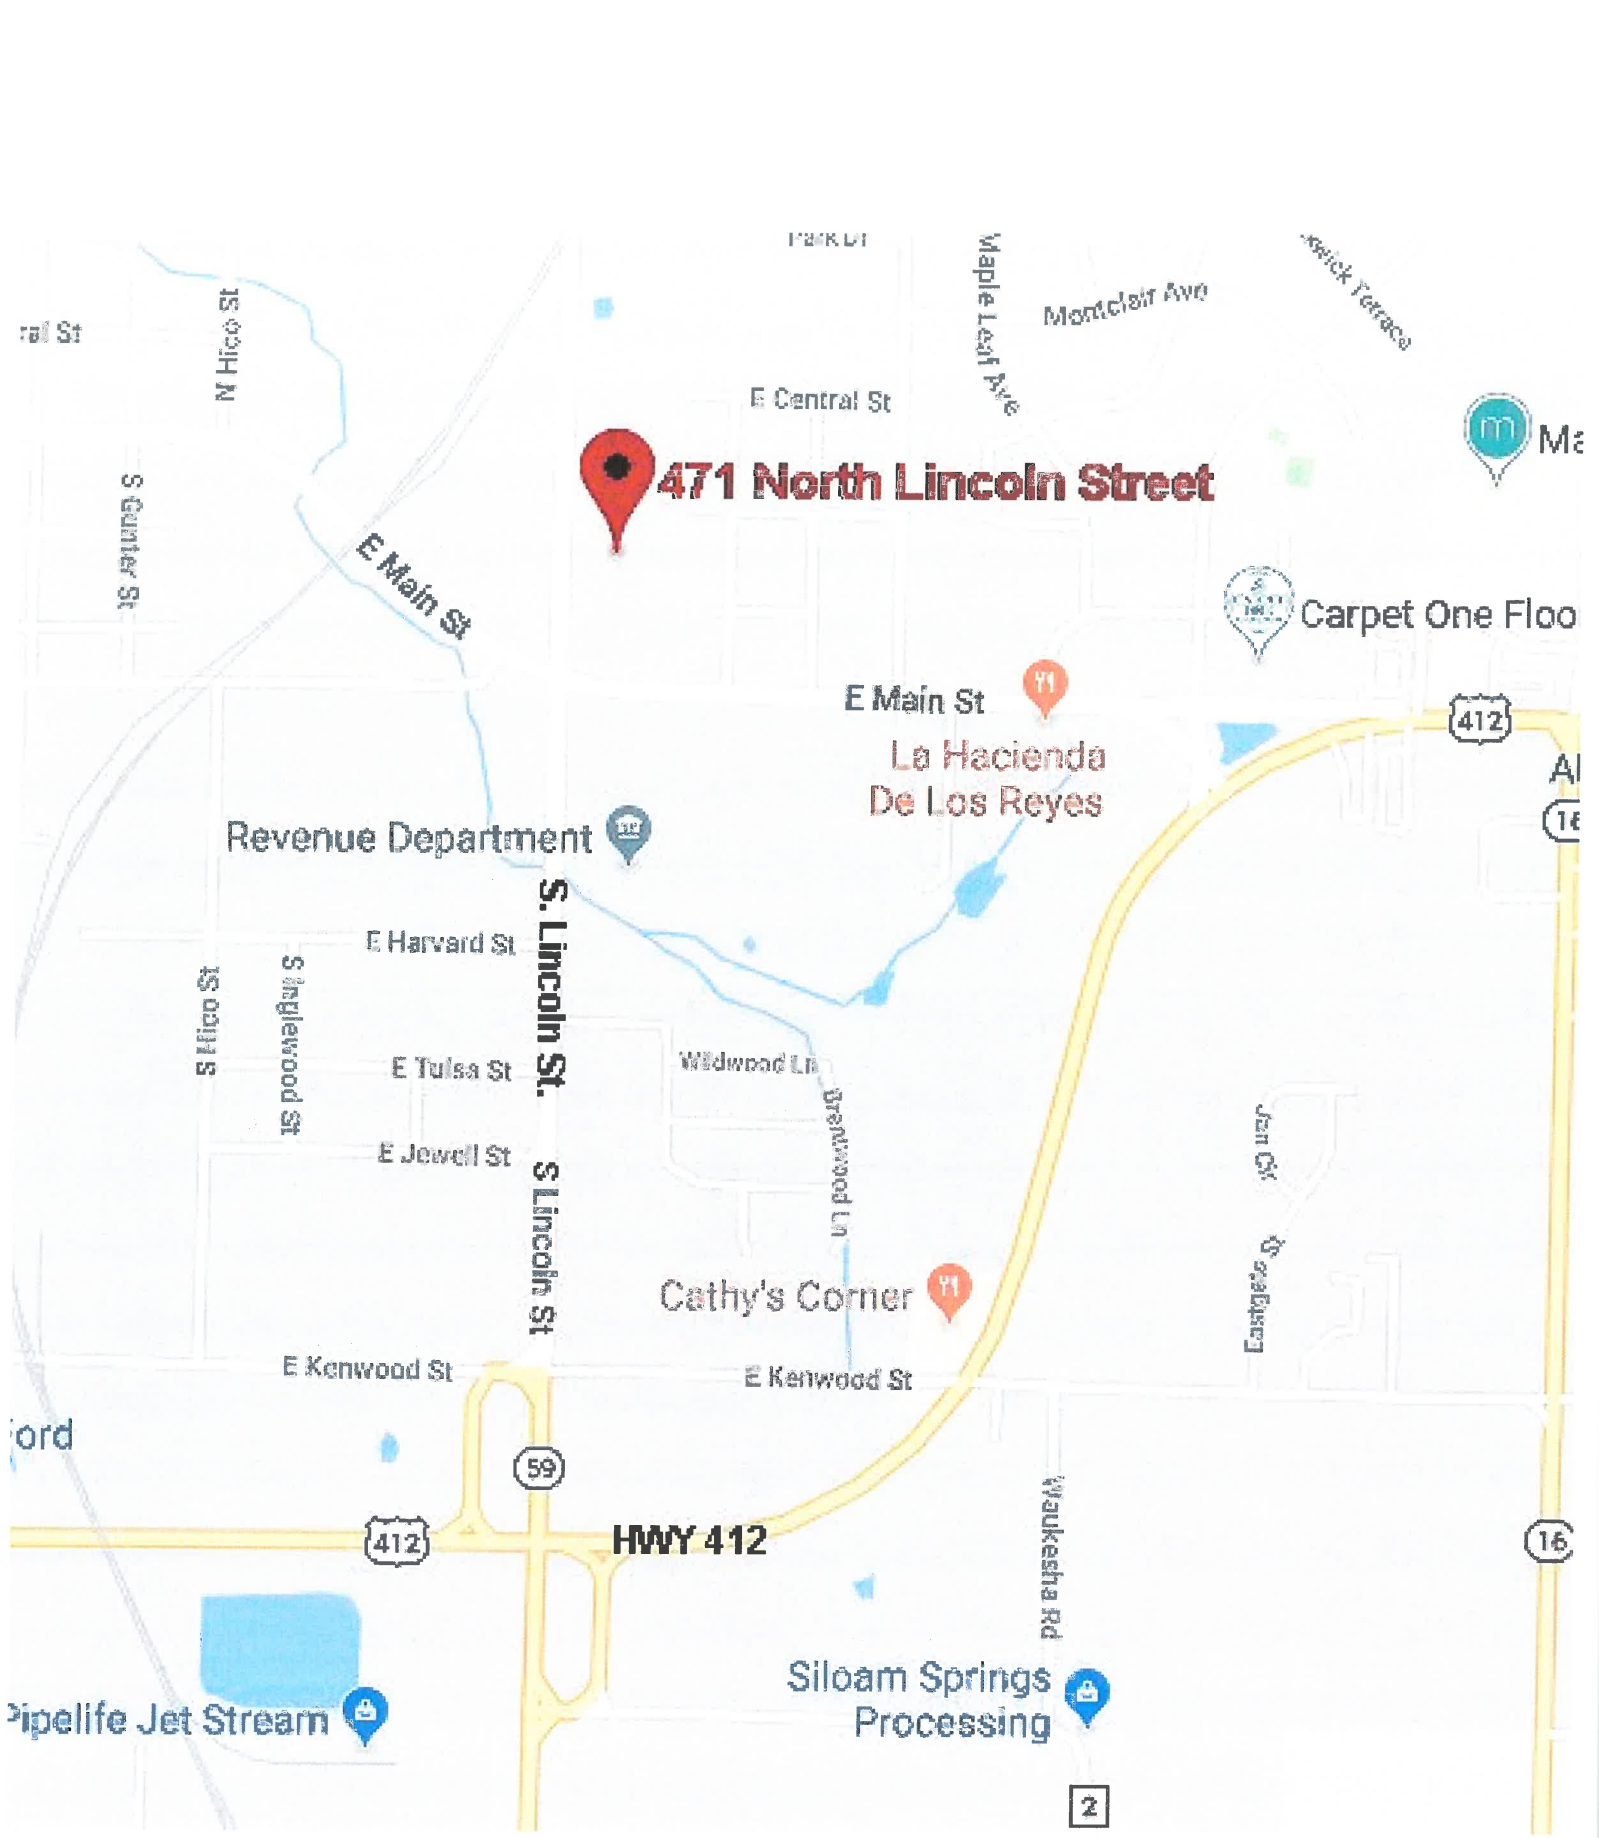 Park Dr
Maple Leaf Ave
Montclair Ave
wick Terrace
N Hico St
ral St
E Central St
Ma
471 North Lincoln Street
S Gunter St
E Main St
Carpet One Floo
E Main St
412
La Hacienda
De Los Reyes
Al
16
Revenue Department
S. Lincoln St.
E Harvard St
S Hico St
S Inglewood St
E Tulsa St
Wildwood Ln
Brentwood Ln
E Jewell St
S Lincoln St
Cathy's Corner
Eastgate Dr
E Kenwood St
E Kenwood St
ord
59
412
HWY 412
16
Waukesha Rd
Siloam Springs
Processing
Pipelife Jet Stream
2